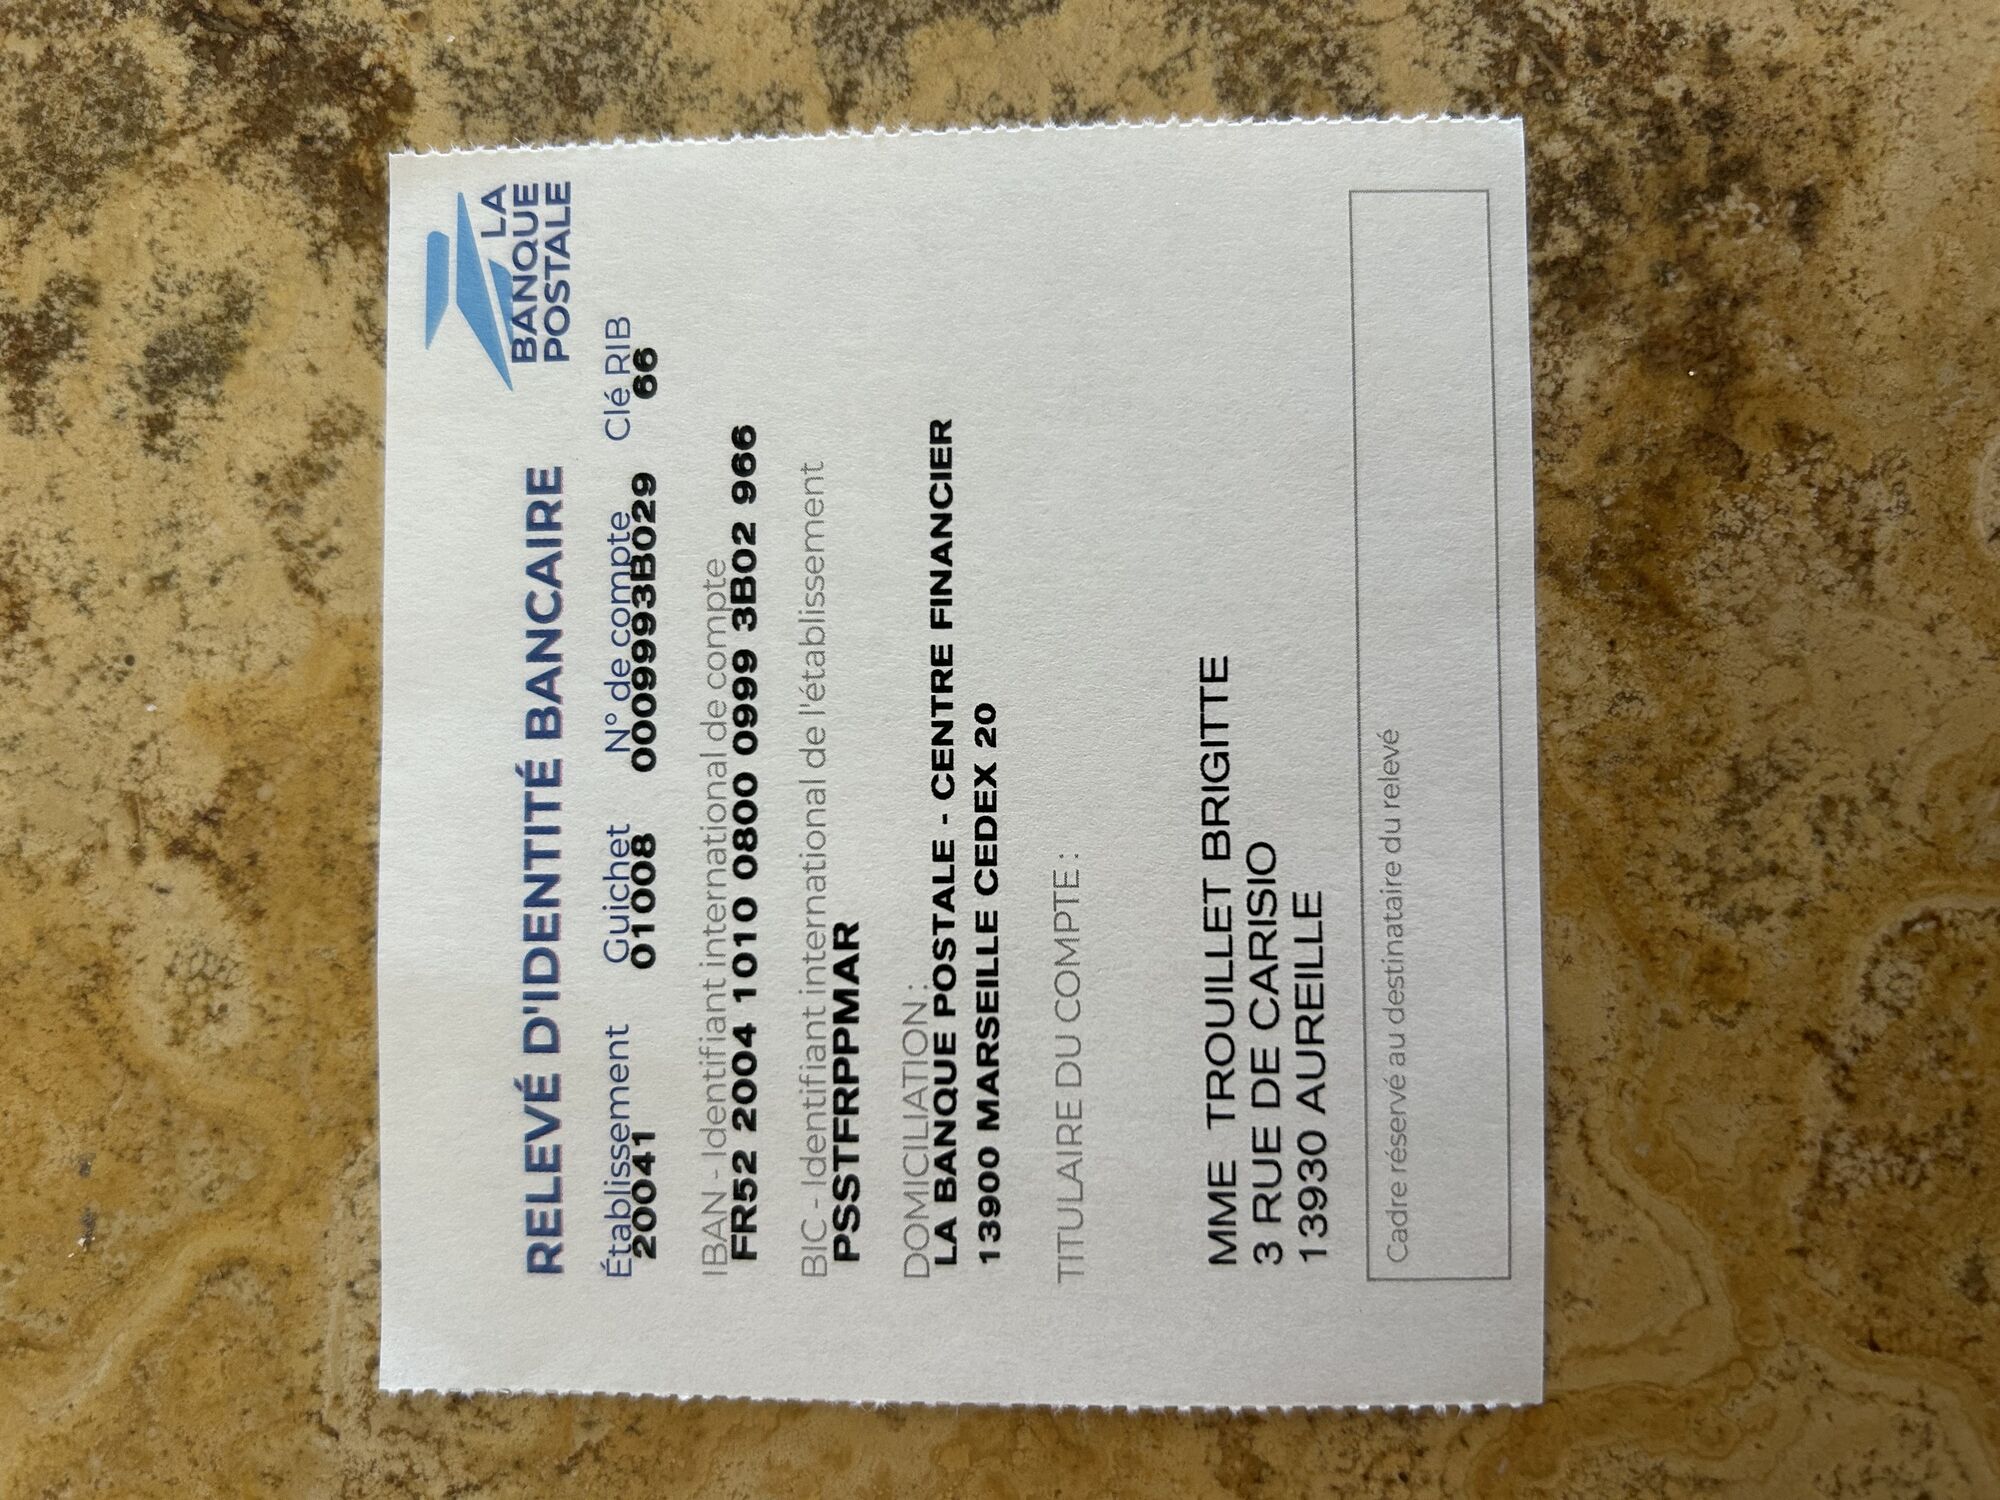 LA
BANQUE
POSTALE
RELEVÉ D'IDENTITÉ BANCAIRE
Établissement Guichet N° de compte Clé RIB
20041 01008 0009993B029 66
IBAN - Identifiant international de compte
FR52 2004 1010 0800 0999 3B02 966
BIC - Identifiant international de l'établissement
PSSTFRPPMAR
DOMICILIATION :
LA BANQUE POSTALE - CENTRE FINANCIER
13900 MARSEILLE CEDEX 20
TITULAIRE DU COMPTE :
MME TROUILLET BRIGITTE
3 RUE DE CARISIO
13930 AUREILLE
Cadre réservé au destinataire du relevé